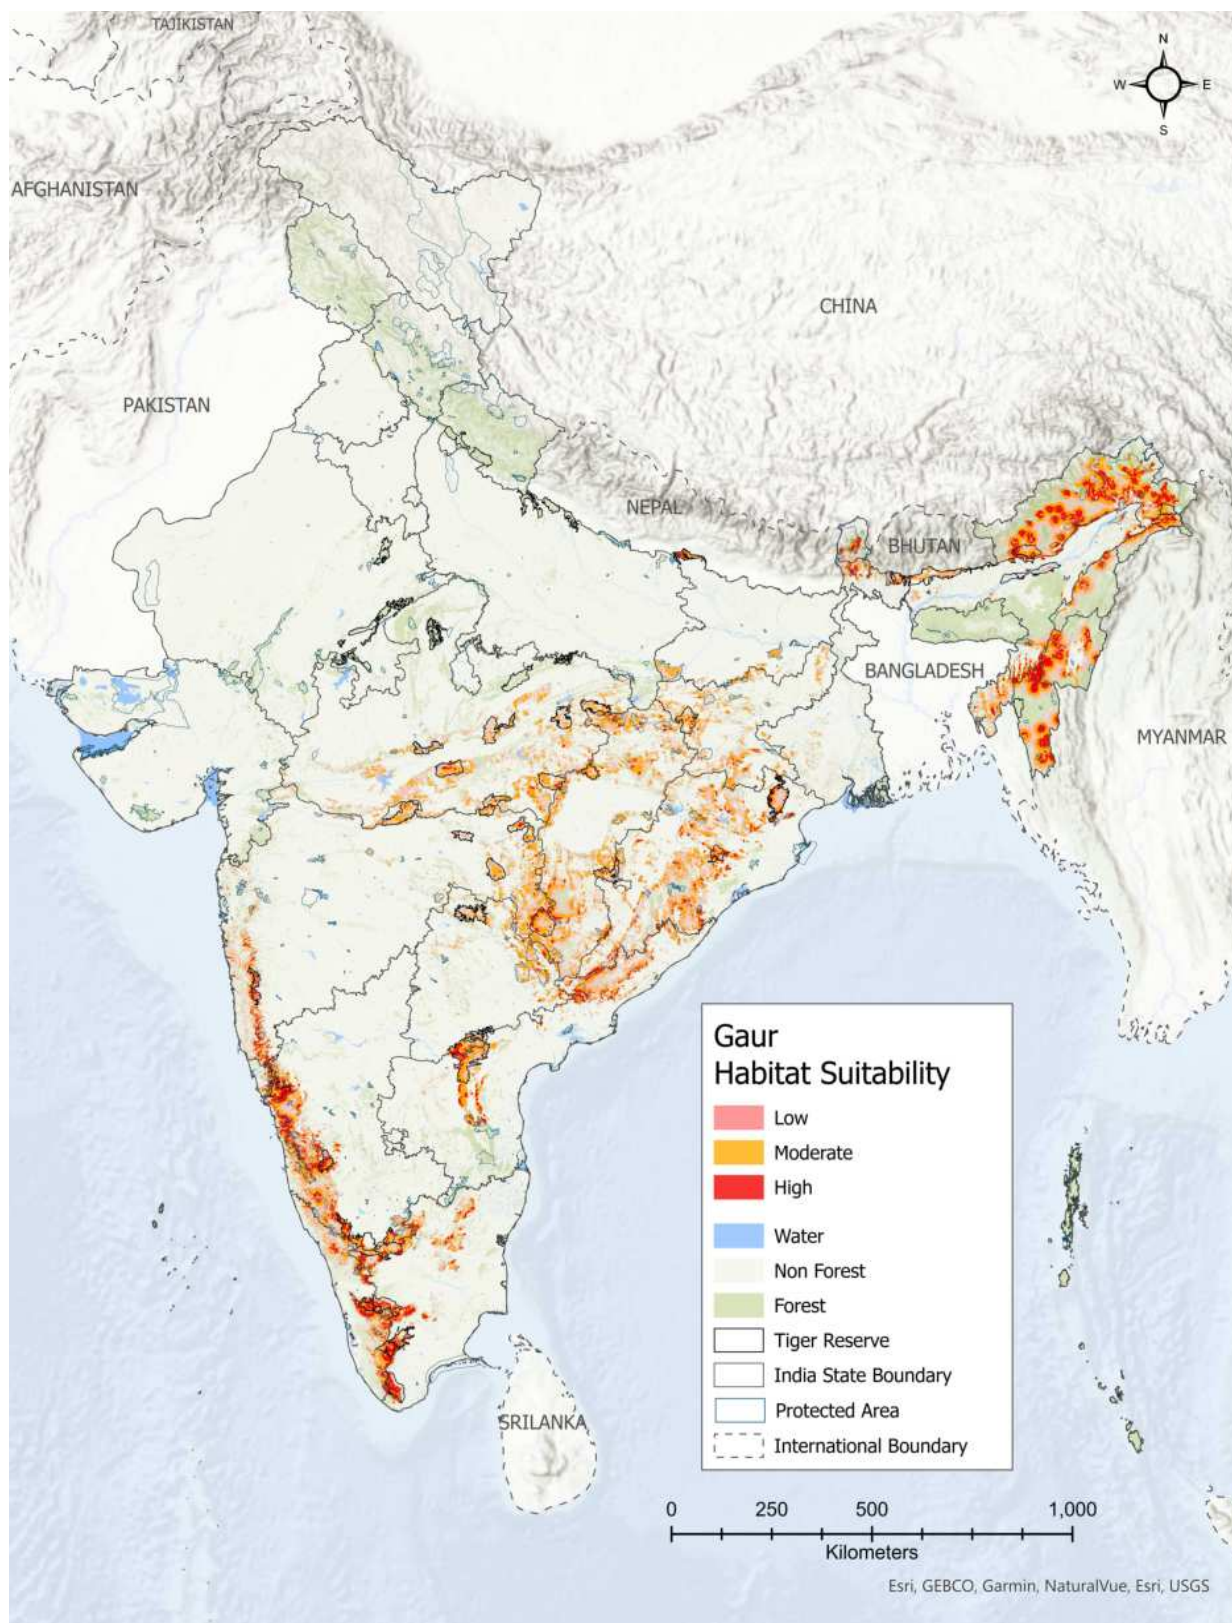 TAJIKISTAN
N
W
E
S
AFGHANISTAN
CHINA
PAKISTAN
NEPAL
BHUTAN
BANGLADESH
MYANMAR
Gaur
Habitat Suitability
Low
Moderate
High
Water
Non Forest
Forest
Tiger Reserve
India State Boundary
Protected Area
International Boundary
SRILANKA
0 250 500 1,000
Kilometers
Esri, GEBCO, Garmin, NaturalVue, Esri, USGS